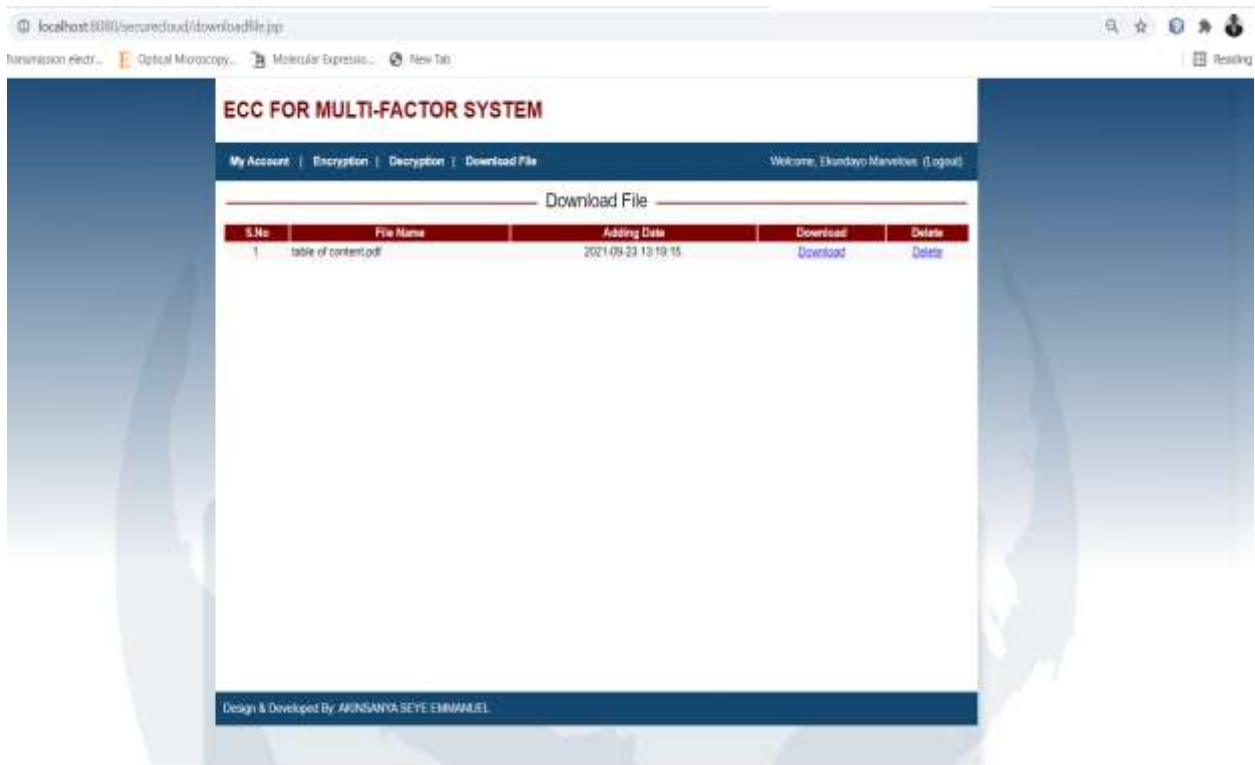 localhost:8080/securecloud/downloadfile.jsp
electr... Optical Microscopy... Molecular Expressio... New Tab Reading
ECC FOR MULTI-FACTOR SYSTEM
My Account | Encryption | Decryption | Download File Welcome, Ekundayo Marvelous (Logout)
Download File
S.No File Name Adding Date Download Delete
1 table of content.pdf 2021-09-23 13:19:15 Download Delete
Design & Developed By: AKINSANYA SEYE EMMANUEL